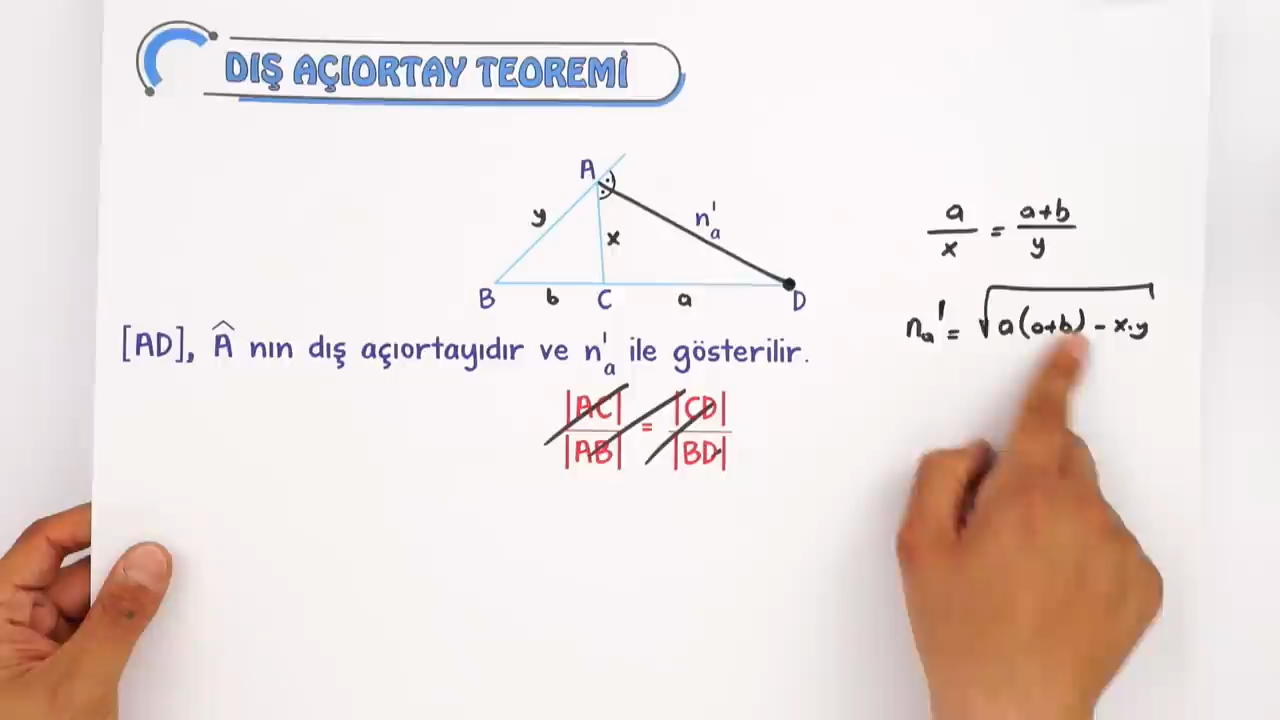 DIŞ AÇIORTAY TEOREMİ
A
y
x
n'ₐ
B
b
C
a
D
a/x = (a+b)/y
nₐ' = √(a(a+b) - x·y)
[AD], Â nın dış açıortayıdır ve n'ₐ ile gösterilir.
|AC|/|AB| = |CD|/|BD|